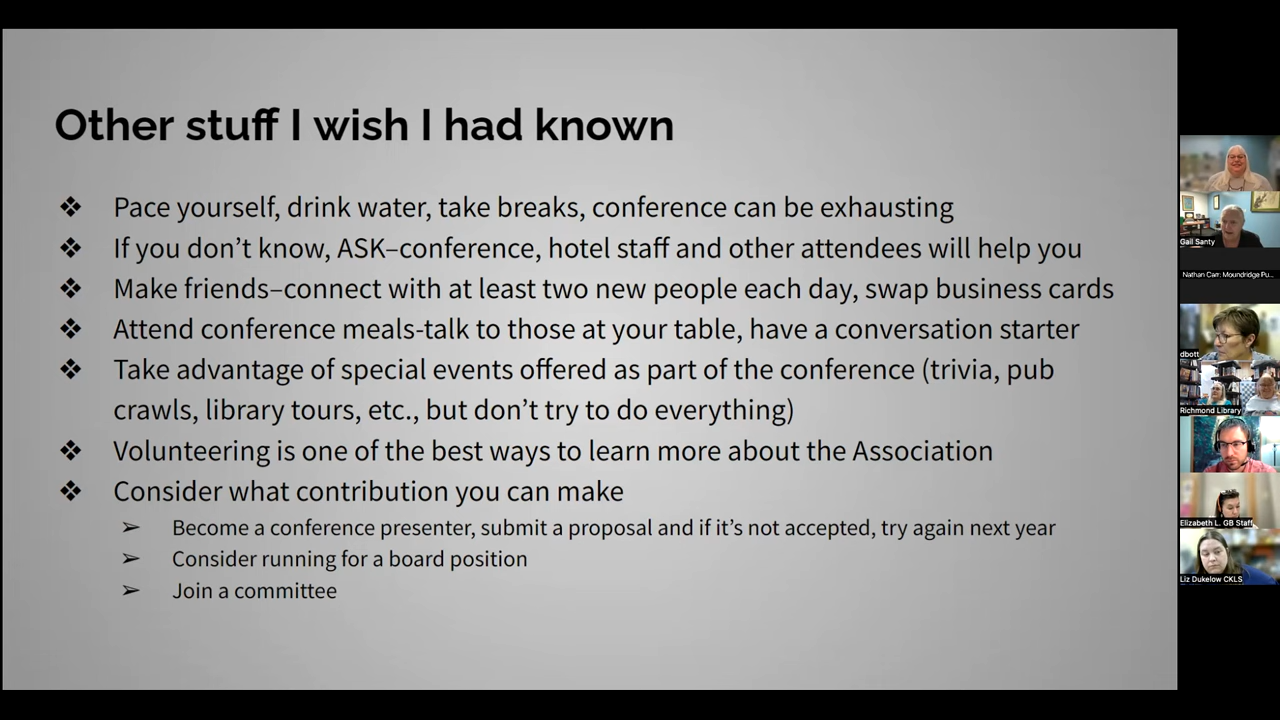 Other stuff I wish I had known
❖ Pace yourself, drink water, take breaks, conference can be exhausting
❖ If you don’t know, ASK–conference, hotel staff and other attendees will help you
❖ Make friends–connect with at least two new people each day, swap business cards
❖ Attend conference meals-talk to those at your table, have a conversation starter
❖ Take advantage of special events offered as part of the conference (trivia, pub
crawls, library tours, etc., but don’t try to do everything)
❖ Volunteering is one of the best ways to learn more about the Association
❖ Consider what contribution you can make
➢ Become a conference presenter, submit a proposal and if it’s not accepted, try again next year
➢ Consider running for a board position
➢ Join a committee
Gail Santy
Nathan Carr: Moundridge Pu...
dbott
Richmond Library
Elizabeth L. GB Staff
Liz Dukelow CKLS